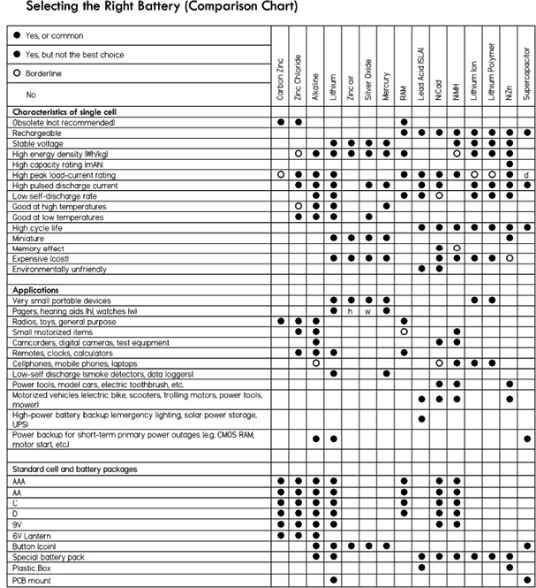 Selecting the Right Battery (Comparison Chart)
Yes, or common
Yes, but not the best choice
Borderline
No
Carbon Zinc
Zinc Chloride
Alkaline
Lithium
Zinc air
Silver Oxide
Mercury
RAM
Lead Acid (SLA)
NiCad
NiMH
Lithium Ion
Lithium Polymer
NiZn
Supercapacitor
Characteristics of single cell
Obsolete (not recommended)
Rechargeable
Stable voltage
High energy density (Wh/kg)
High capacity rating (mAh)
High peak load-current rating d
High pulsed discharge current
Low self-discharge rate
Good at high temperatures
Good at low temperatures
High cycle life
Miniature
Memory effect
Expensive (cost)
Environmentally unfriendly
Applications
Very small portable devices
Pagers, hearing aids (h), watches (w) h w
Radios, toys, general purpose
Small motorized items
Camcorders, digital cameras, test equipment
Remotes, clocks, calculators
Cellphones, mobile phones, laptops
Low-self discharge (smoke detectors, data loggers)
Power tools, model cars, electric toothbrush, etc.
Motorized vehicles (electric bike, scooters, trolling motors, power tools,
mower)
High-power battery backup (emergency lighting, solar power storage,
UPS)
Power backup for short-term primary power outages (e.g. CMOS RAM,
motor start, etc.)
Standard cell and battery packages
AAA
AA
C
D
9V
6V Lantern
Button (coin)
Special battery pack
Plastic Box
PCB mount